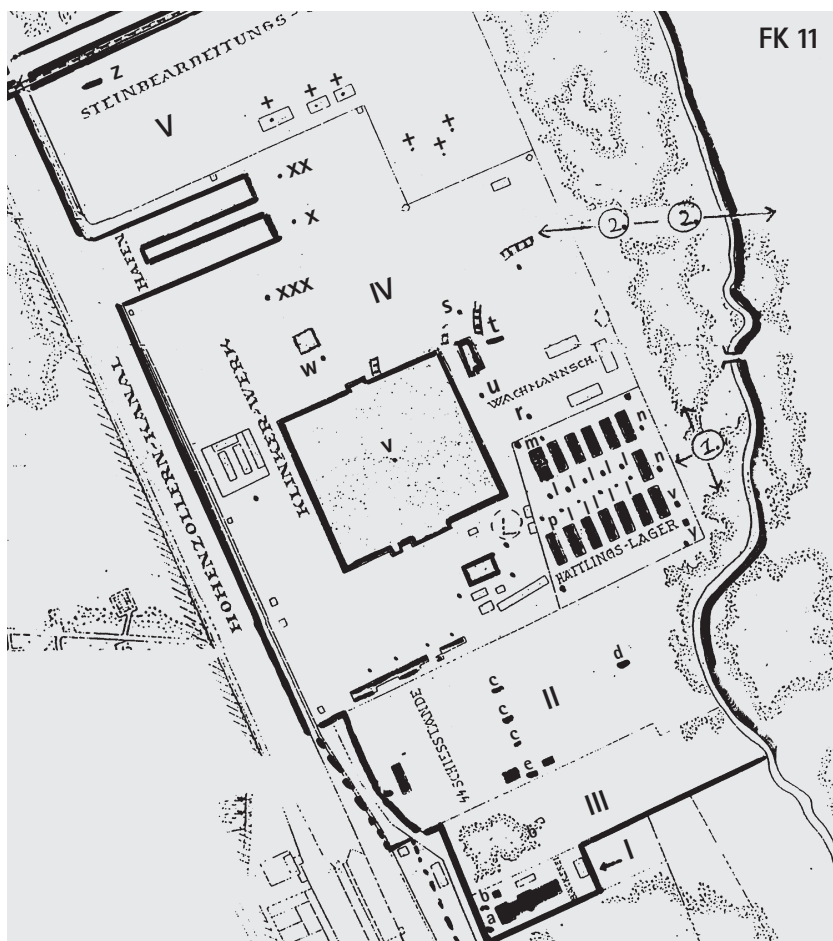 FK 11
z
STEINBEARBEITUNGS-
V
+ + +
+ + +
xx
x
HAFEN
2. 2.
xxx
IV
s
t
w
u
WACHMANNSCH.
KLINKER-WERK
HOHENZOLLERN-KANAL
r
v
m n
1.
l l l l l n
p l l l l v
HÄFTLINGS-LAGER
y
d
c
II
c
c
SCHIESSTÄNDE
e
III
I
b
a